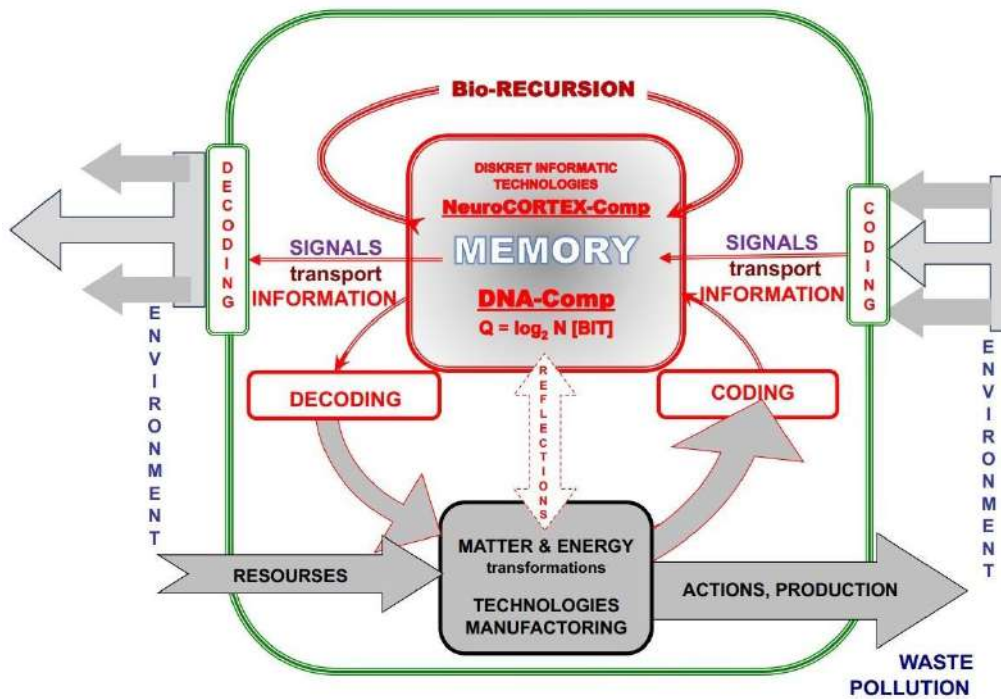 Bio-RECURSION
DISKRET INFORMATIC
TECHNOLOGIES
NeuroCORTEX-Comp
MEMORY
DNA-Comp
Q = log₂ N [BIT]
DECODING
SIGNALS
transport
INFORMATION
SIGNALS
transport
INFORMATION
CODING
ENVIRONMENT
ENVIRONMENT
DECODING
REFLECTIONS
CODING
RESOURSES
MATTER & ENERGY
transformations
TECHNOLOGIES
MANUFACTORING
ACTIONS, PRODUCTION
WASTE
POLLUTION